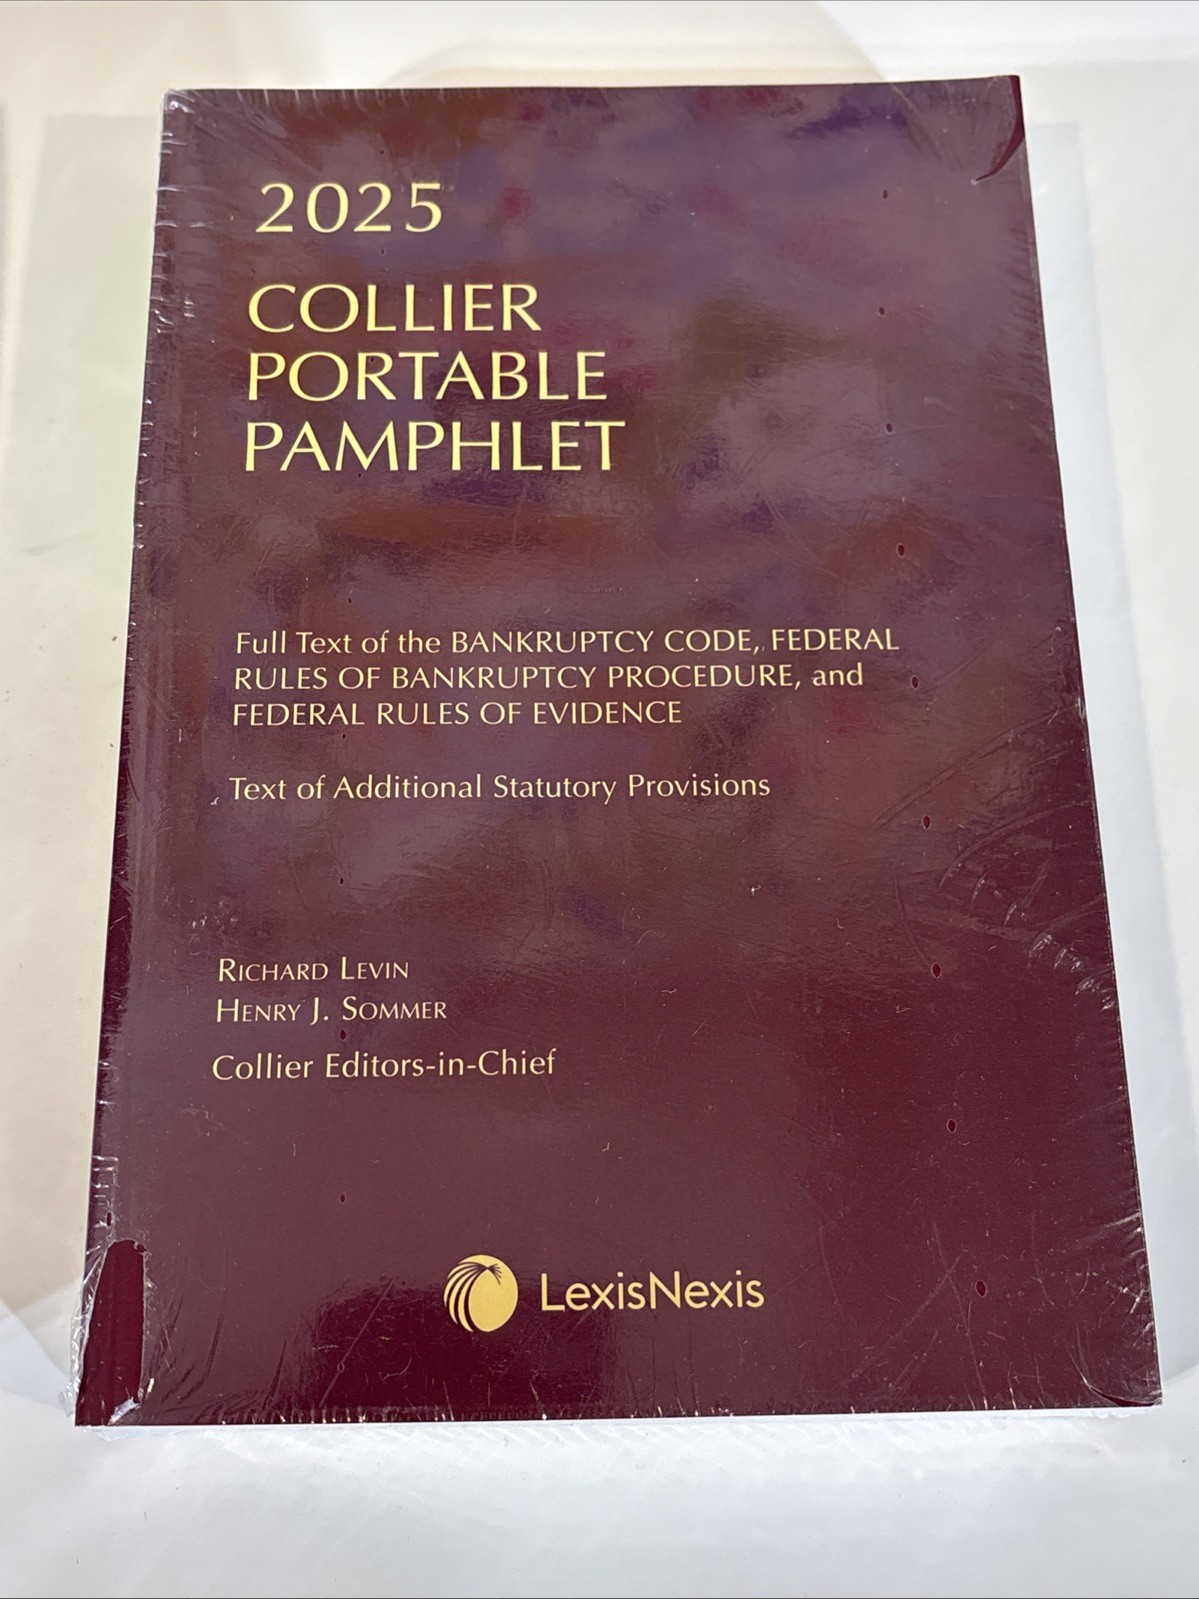 2025
COLLIER
PORTABLE
PAMPHLET
Full Text of the BANKRUPTCY CODE, FEDERAL
RULES OF BANKRUPTCY PROCEDURE, and
FEDERAL RULES OF EVIDENCE
Text of Additional Statutory Provisions
RICHARD LEVIN
HENRY J. SOMMER
Collier Editors-in-Chief
LexisNexis